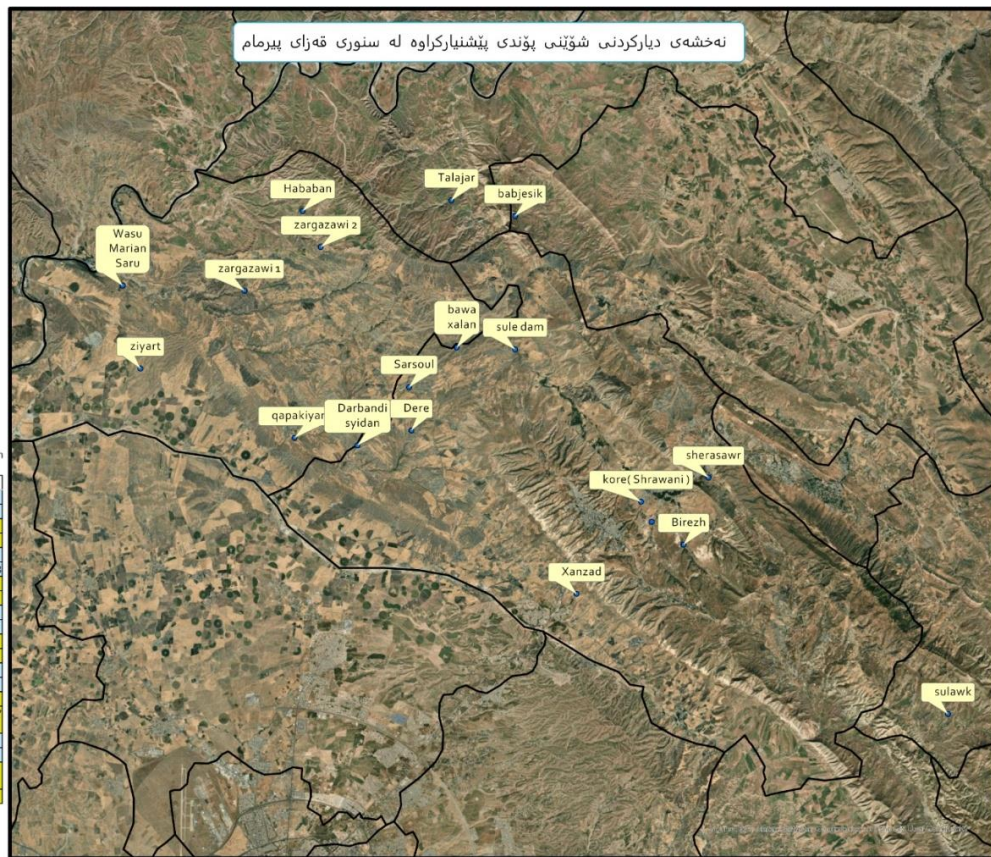 نەخشەی دیارکردنی شوێنی پۆندی پێشنیارکراوە لە سنوری قەزای پیرمام
Talajar
babjesik
Hababan
zargazawi 2
Wasu
Marian
Saru
zargazawi 1
bawa
xalan
sule dam
ziyart
Sarsoul
qapakiyan
Darbandi
syidan
Dere
sherasawr
kore( Shrawani )
Birezh
Xanzad
sulawk